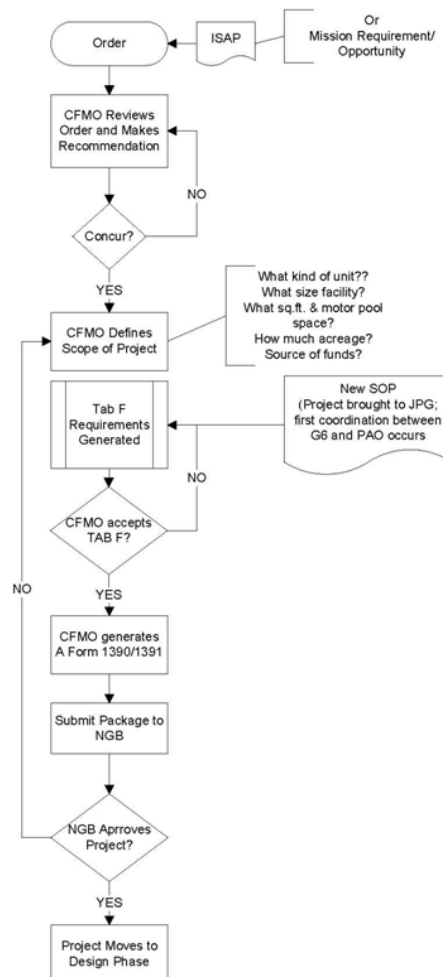 Order
ISAP
Or
Mission Requirement/
Opportunity
CFMO Reviews
Order and Makes
Recommendation
NO
Concur?
YES
What kind of unit??
What size facility?
What sq.ft. & motor pool
space?
How much acreage?
Source of funds?
CFMO Defines
Scope of Project
New SOP
(Project brought to JPG;
first coordination between
G6 and PAO occurs
Tab F
Requirements
Generated
NO
CFMO accepts
TAB F?
NO
YES
CFMO generates
A Form 1390/1391
Submit Package to
NGB
NGB Aprroves
Project?
YES
Project Moves to
Design Phase